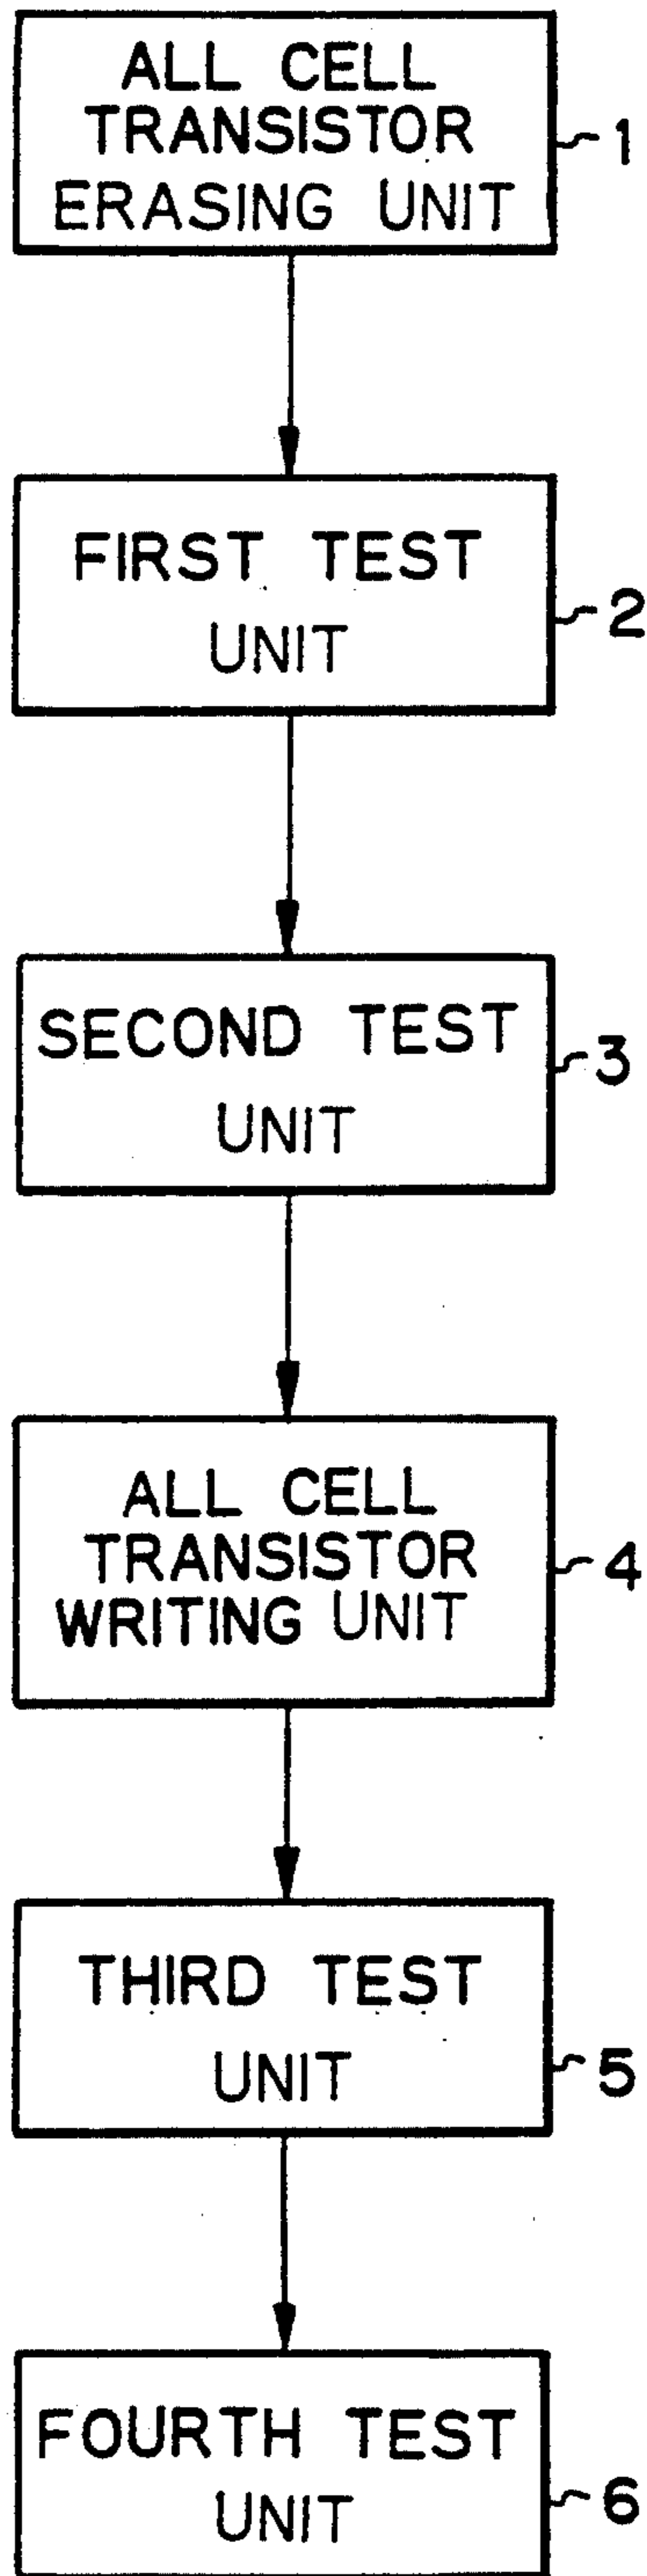 ALL CELL
TRANSISTOR
ERASING UNIT
1
FIRST TEST
UNIT
2
SECOND TEST
UNIT
3
ALL CELL
TRANSISTOR
WRITING UNIT
4
THIRD TEST
UNIT
5
FOURTH TEST
UNIT
6